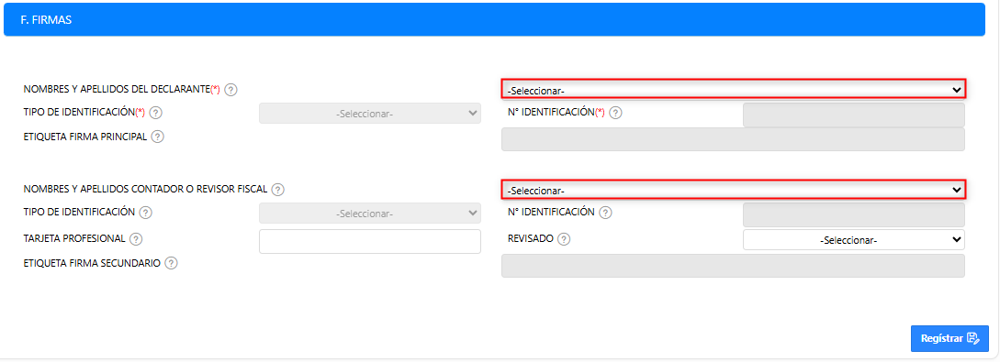 F. FIRMAS
NOMBRES Y APELLIDOS DEL DECLARANTE(*) ? -Seleccionar-
TIPO DE IDENTIFICACIÓN(*) ? -Seleccionar- N° IDENTIFICACIÓN(*) ?
ETIQUETA FIRMA PRINCIPAL ?
NOMBRES Y APELLIDOS CONTADOR O REVISOR FISCAL ? -Seleccionar-
TIPO DE IDENTIFICACIÓN ? -Seleccionar- N° IDENTIFICACIÓN ?
TARJETA PROFESIONAL ? REVISADO ? -Seleccionar-
ETIQUETA FIRMA SECUNDARIO ?
Regístrar